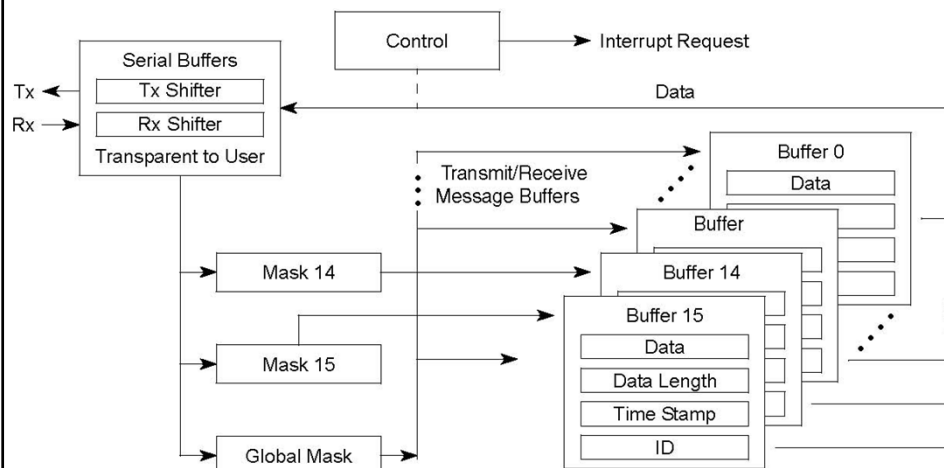 Control
Interrupt Request
Serial Buffers
Tx
Tx Shifter
Data
Rx
Rx Shifter
Transparent to User
Buffer 0
Transmit/Receive
Message Buffers
Data
Buffer
Mask 14
Buffer 14
Buffer 15
Data
Mask 15
Data Length
Time Stamp
ID
Global Mask